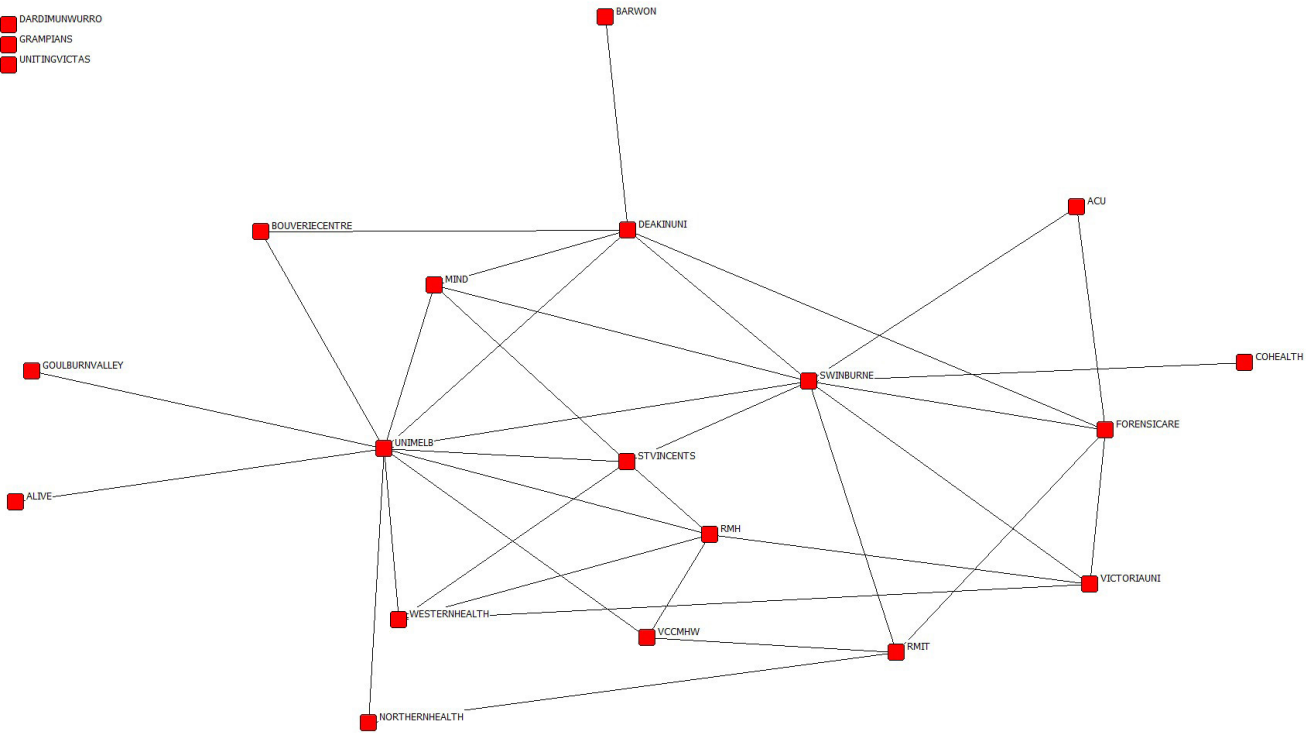 DARDIMUNWURRO
GRAMPIANS
UNITINGVICTAS
BARWON
ACU
BOUVERIECENTRE
DEAKINUNI
MIND
GOULBURNVALLEY
COHEALTH
SWINBURNE
FORENSICARE
UNIMELB
STVINCENTS
ALIVE
RMH
VICTORIAUNI
WESTERNHEALTH
VCCMHW
RMIT
NORTHERNHEALTH